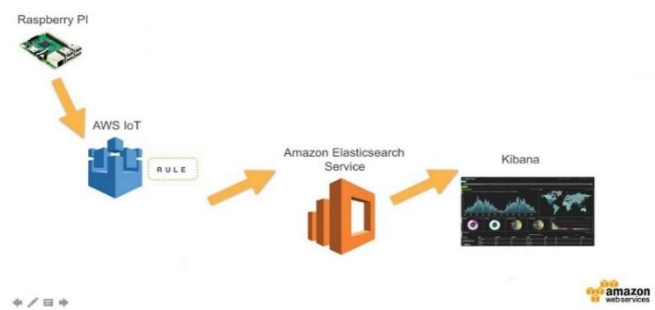 Raspberry PI
AWS IoT
RULE
Amazon Elasticsearch
Service
Kibana
amazon
webservices